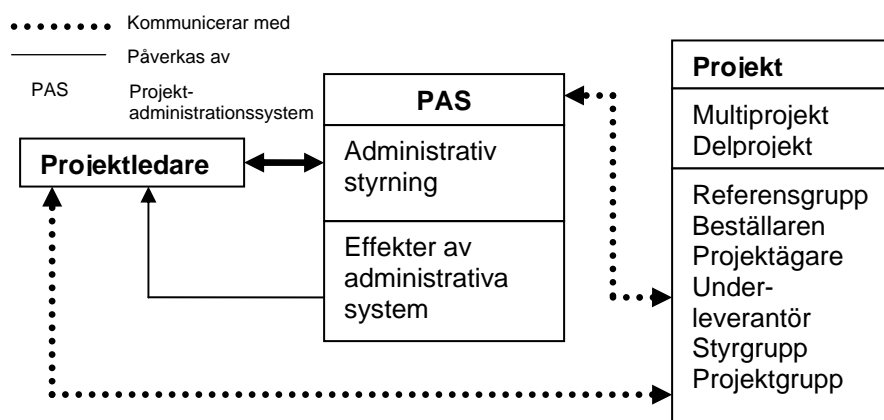 Kommunicerar med
Påverkas av
PAS
Projekt-
administrationssystem
Projektledare
PAS
Administrativ
styrning
Effekter av
administrativa
system
Projekt
Multiprojekt
Delprojekt
Referensgrupp
Beställaren
Projektägare
Under-
leverantör
Styrgrupp
Projektgrupp